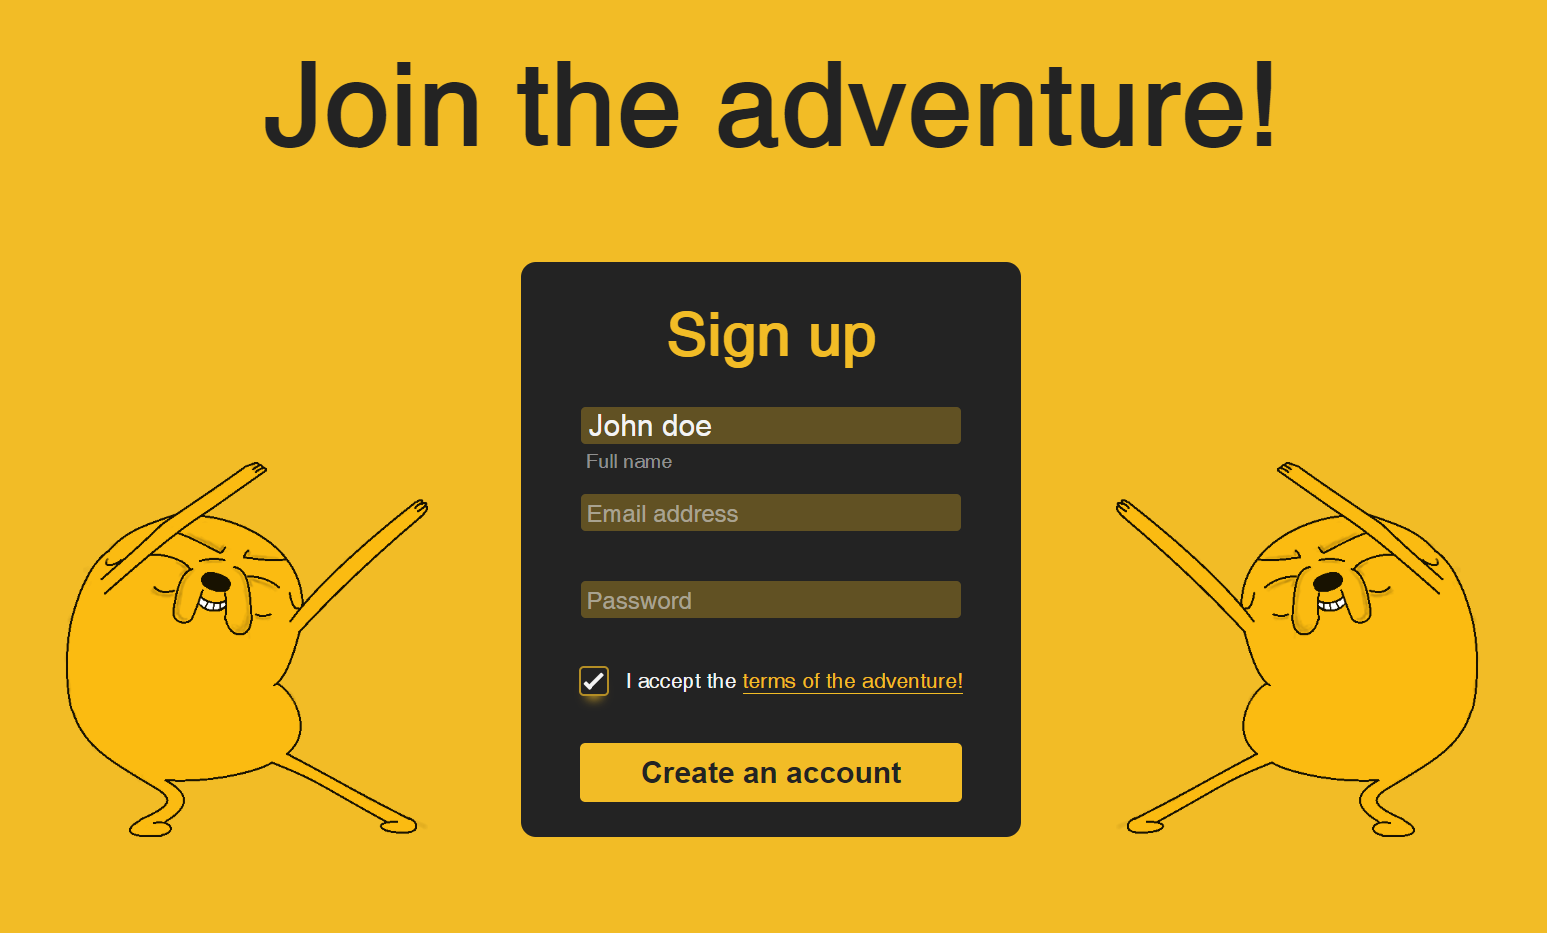 Join the adventure!
Sign up
John doe
Full name
Email address
Password
I accept the terms of the adventure!
Create an account